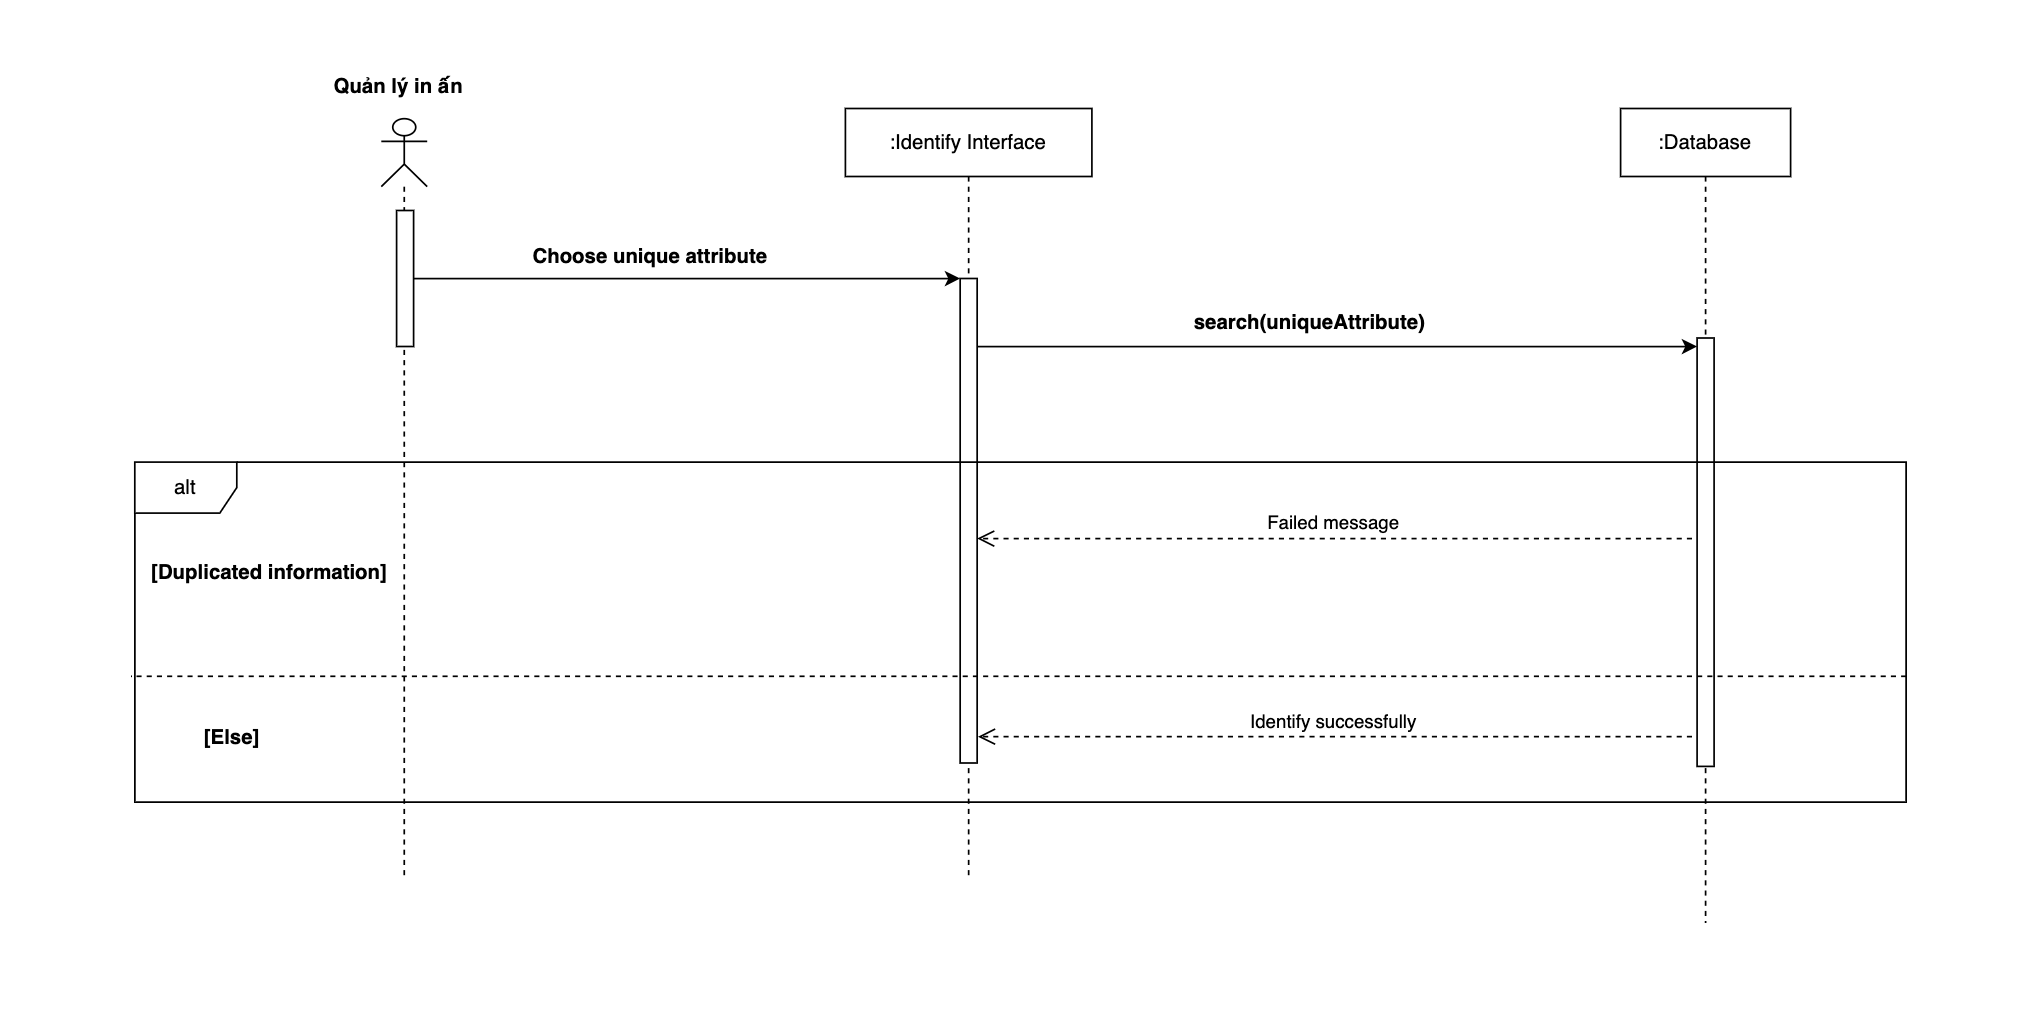 Quản lý in ấn
:Identify Interface
:Database
Choose unique attribute
search(uniqueAttribute)
alt
Failed message
[Duplicated information]
Identify successfully
[Else]